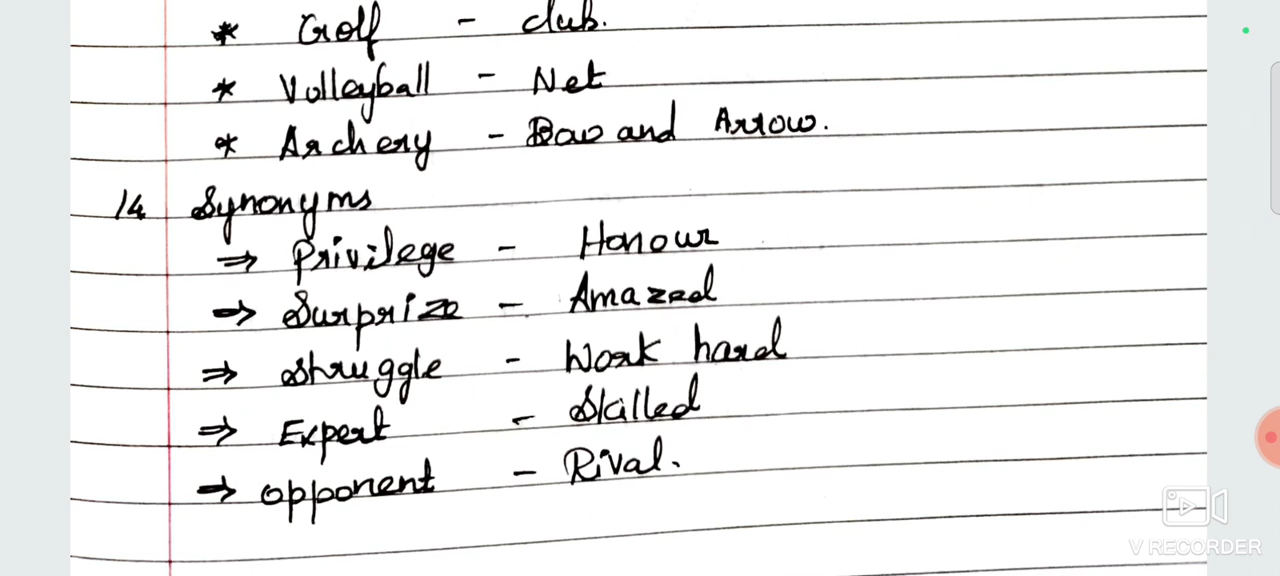 * Golf - club.
* Volleyball - Net
* Archery - Bow and Arrow.
14 Synonyms
⇒ Privilege - Honour
⇒ Surprize - Amazed
⇒ Struggle - Work hard
⇒ Expert - Skilled
⇒ opponent - Rival.
V RECORDER